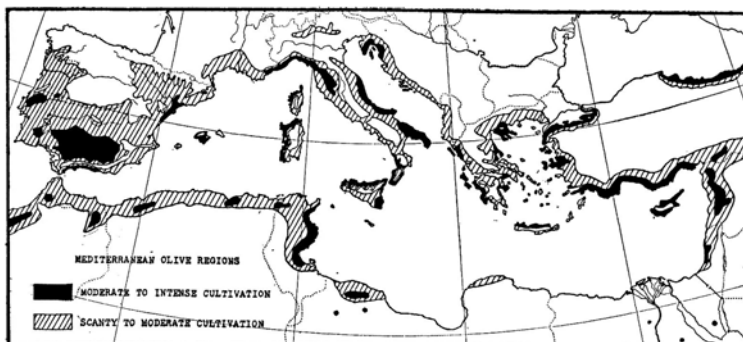 MEDITERRANEAN OLIVE REGIONS
MODERATE TO INTENSE CULTIVATION
SCANTY TO MODERATE CULTIVATION